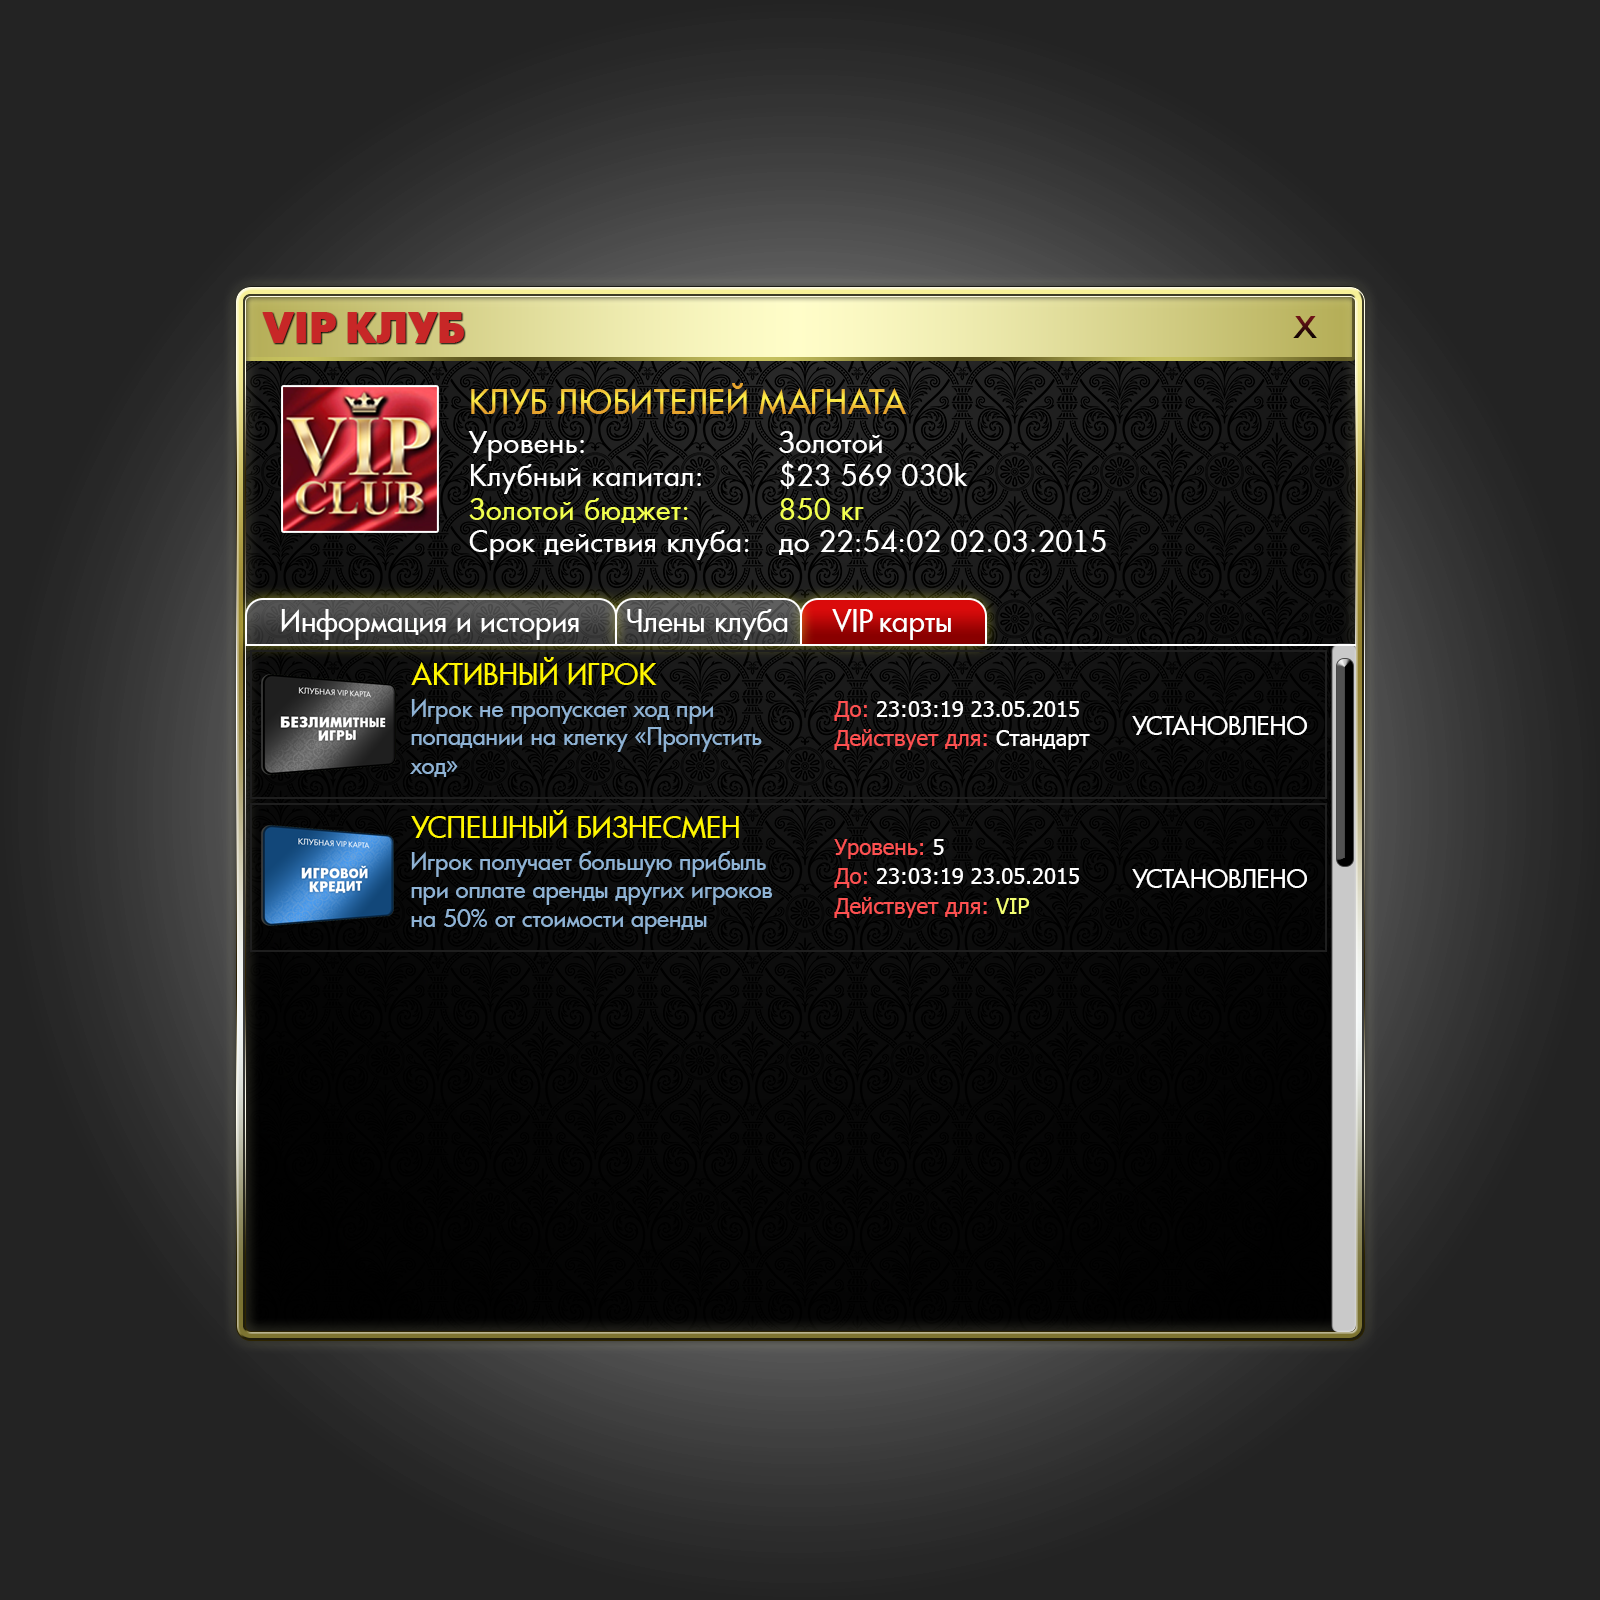 VIP КЛУБ
X
VIP
CLUB
КЛУБ ЛЮБИТЕЛЕЙ МАГНАТА
Уровень: Золотой
Клубный капитал: $23 569 030k
Золотой бюджет: 850 кг
Срок действия клуба: до 22:54:02 02.03.2015
Информация и история Члены клуба VIP карты
КЛУБНАЯ VIP КАРТА
БЕЗЛИМИТНЫЕ
ИГРЫ
АКТИВНЫЙ ИГРОК
Игрок не пропускает ход при
попадании на клетку «Пропустить
ход»
До: 23:03:19 23.05.2015
Действует для: Стандарт
УСТАНОВЛЕНО
КЛУБНАЯ VIP КАРТА
ИГРОВОЙ
КРЕДИТ
УСПЕШНЫЙ БИЗНЕСМЕН
Игрок получает большую прибыль
при оплате аренды других игроков
на 50% от стоимости аренды
Уровень: 5
До: 23:03:19 23.05.2015
Действует для: VIP
УСТАНОВЛЕНО